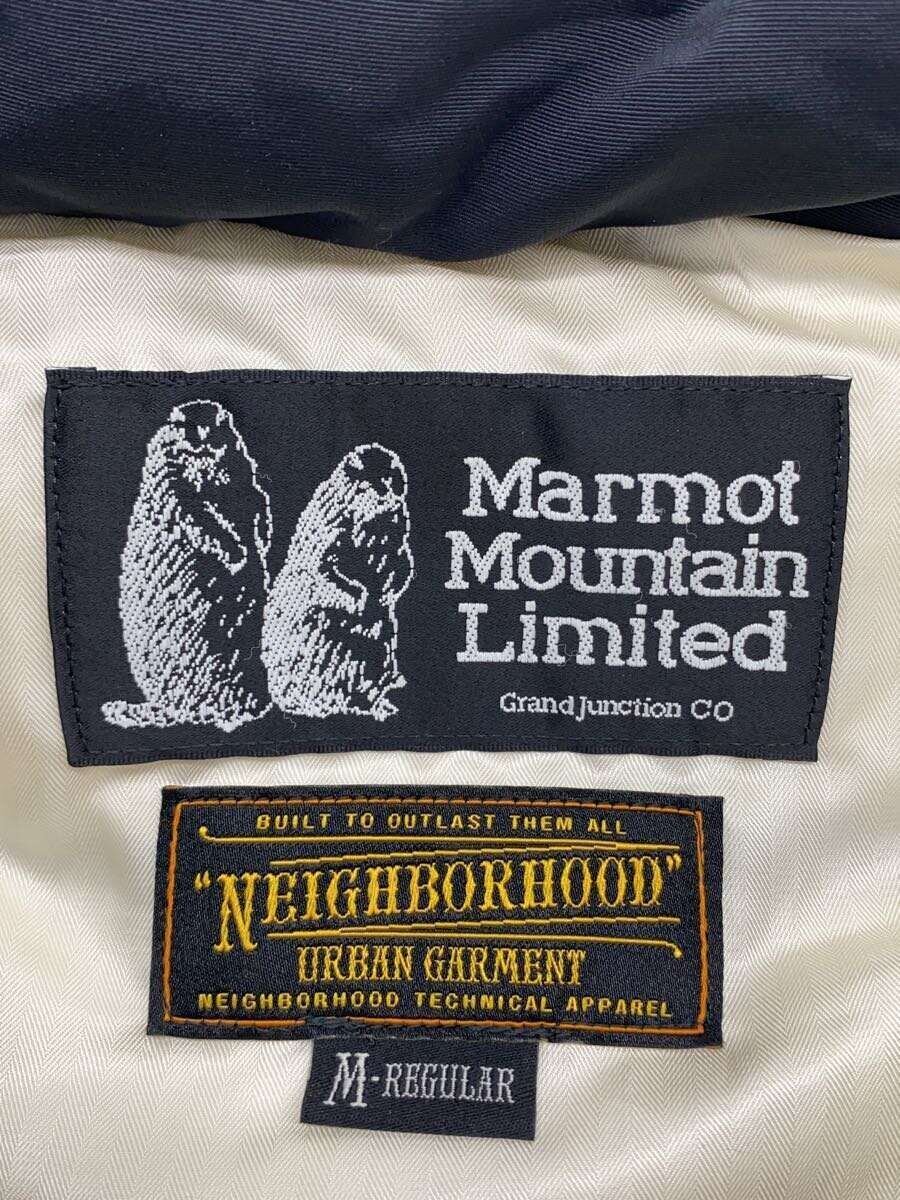 Marmot
Mountain
Limited
Grand Junction CO
BUILT TO OUTLAST THEM ALL
"NEIGHBORHOOD"
URBAN GARMENT
NEIGHBORHOOD TECHNICAL APPAREL
M-REGULAR